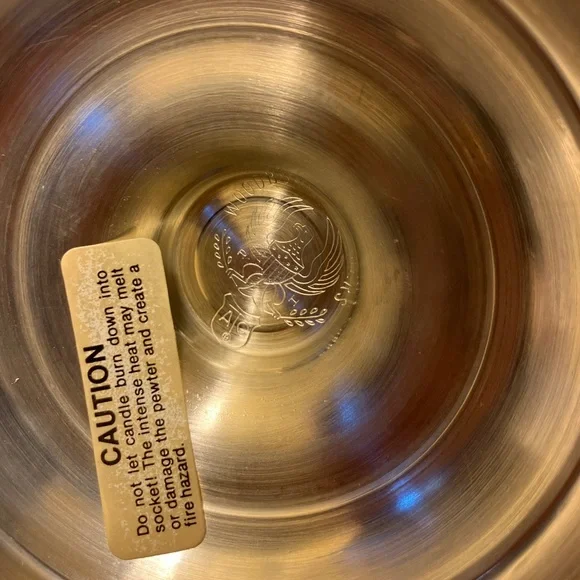 CAUTION
Do not let candle burn down into
socket! The intense heat may melt
or damage the pewter and create a
fire hazard.